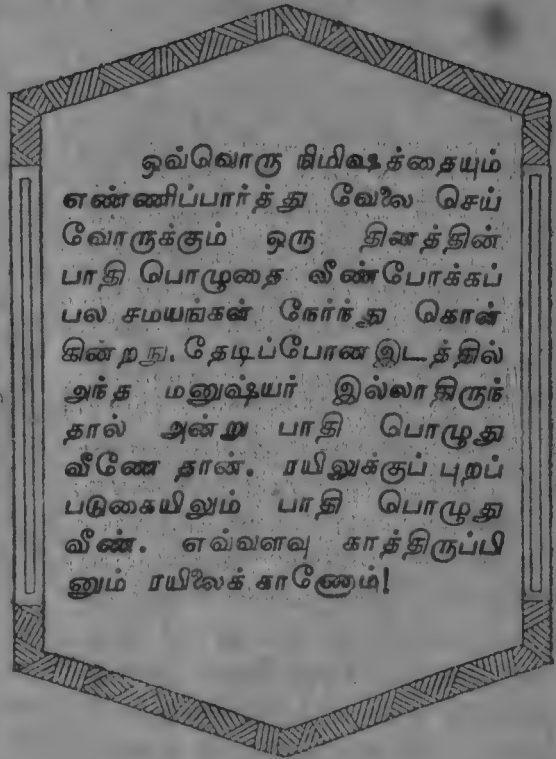 ஒவ்வொரு நிமிஷத்தையும்
எண்ணிப்பார்த்து வேலை செய்
வோருக்கும் ஒரு தினத்தின்
பாதி பொழுதை வீண்போக்கப்
பல சமயங்கள் நேர்ந்து கொள்
கின்றது. தேடிப்போன இடத்தில்
அந்த மனுஷ்யர் இல்லாதிருந்
தால் அன்று பாதி பொழுது
வீணே தான். ரயிலுக்குப் புறப்
படுகையிலும் பாதி பொழுது
வீண். எவ்வளவு காத்திருப்பி
னும் ரயிலைக் காணோம்!